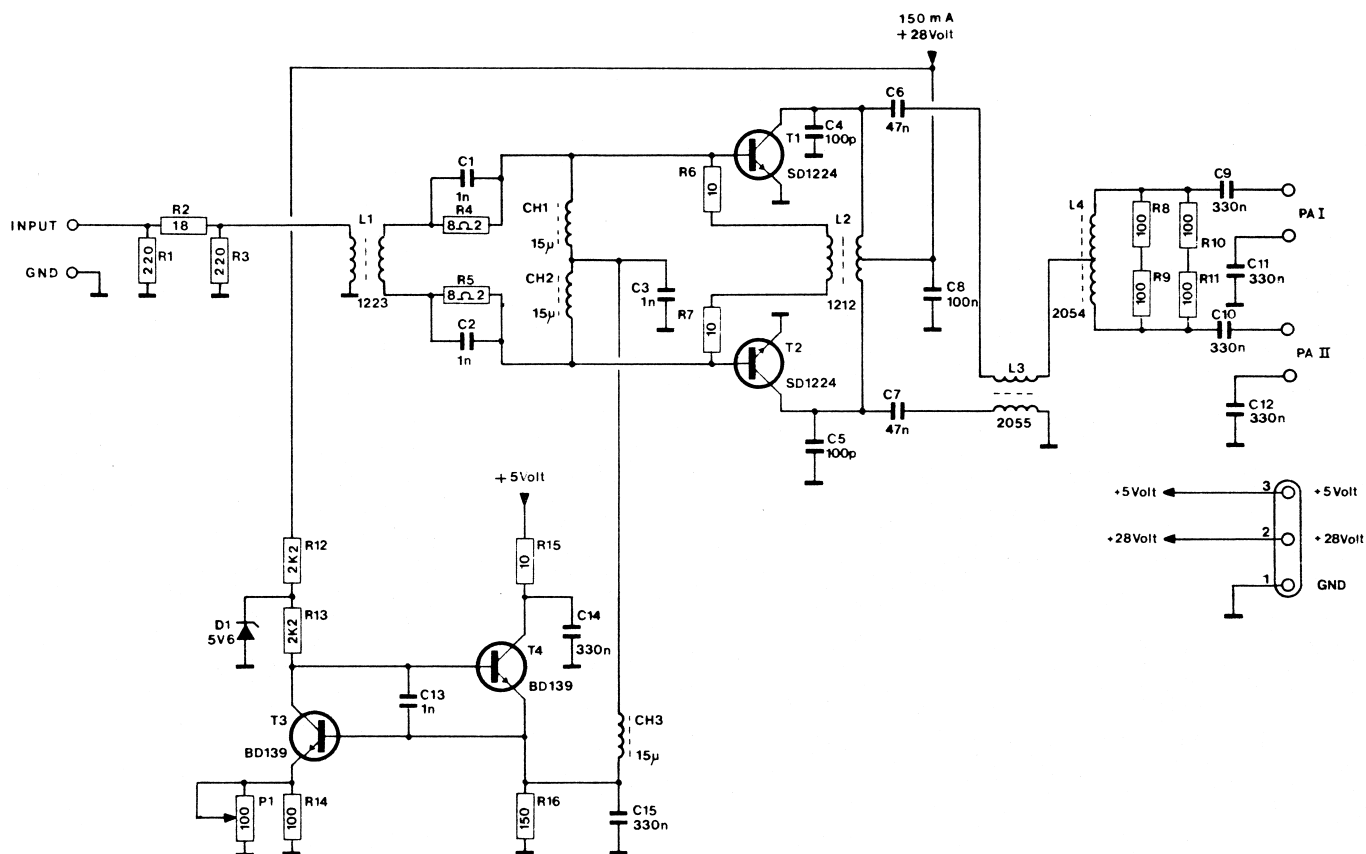 150 mA
+28Volt
C6
47n
C4
100p
T1
SD1224
C1
1n
R4
8Ω2
R6
10
C9
330n
L4
R8
100
R10
100
PA I
INPUT
R2
18
L1
CH1
15µ
L2
R1
220
R3
220
GND
1223
R5
8Ω2
C2
1n
CH2
15µ
C3
1n
R7
10
1212
C8
100n
R9
100
R11
100
C11
330n
2054
C10
330n
PA II
T2
SD1224
L3
2055
C7
47n
C12
330n
C5
100p
+5Volt
R15
10
+5Volt
3
+5Volt
+28Volt
2
+28Volt
1
GND
R12
2K2
R13
2K2
D1
5V6
C14
330n
T4
BD139
C13
1n
T3
BD139
CH3
15µ
P1
100
R14
100
R16
150
C15
330n